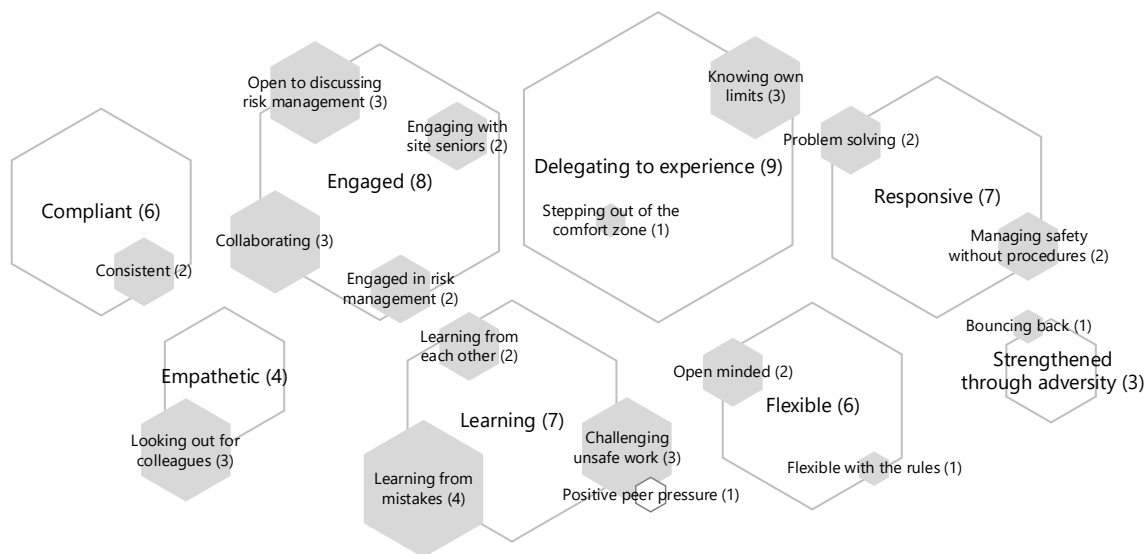 Open to discussing
risk management (3)
Engaging with
site seniors (2)
Engaged (8)
Collaborating (3)
Engaged in risk
management (2)
Knowing own
limits (3)
Delegating to experience (9)
Stepping out of the
comfort zone (1)
Problem solving (2)
Responsive (7)
Managing safety
without procedures (2)
Compliant (6)
Consistent (2)
Empathetic (4)
Looking out for
colleagues (3)
Learning from
each other (2)
Learning (7)
Learning from
mistakes (4)
Challenging
unsafe work (3)
Positive peer pressure (1)
Open minded (2)
Flexible (6)
Flexible with the rules (1)
Bouncing back (1)
Strengthened
through adversity (3)